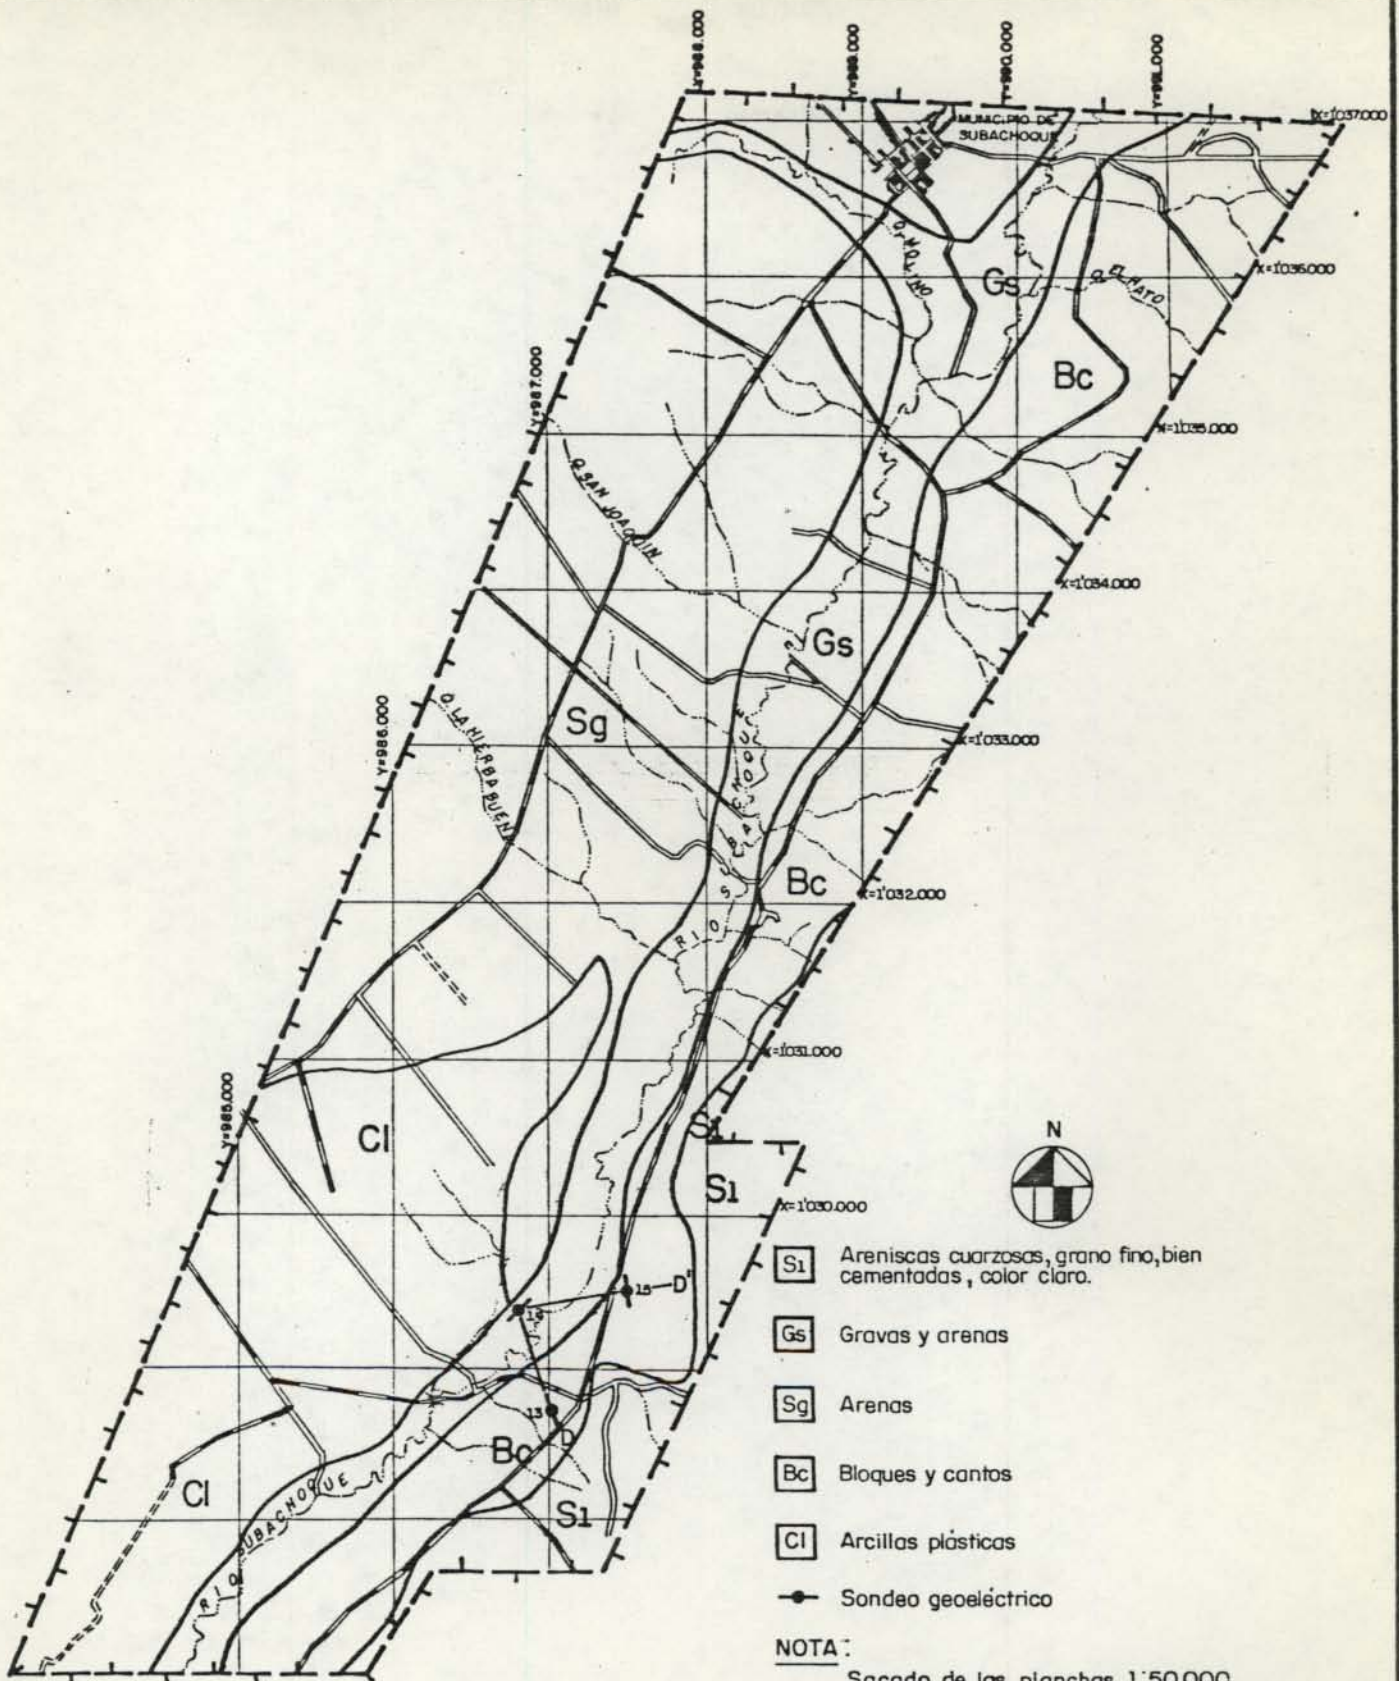 Y=988.000
Y=989.000
Y=990.000
Y=991.000
X=1'037.000
MUNICIPIO DE
SUBACHOQUE
Q. MOLINO
Gs
Q. EL HATO
X=1'036.000
Bc
Y=987.000
X=1'035.000
Q. SAN JOAQUIN
X=1'034.000
Gs
Y=986.000
Q. LA HIERBABUENA
Sg
X=1'033.000
RIO SUBACHOQUE
Bc
X=1'032.000
X=1'031.000
Y=985.000
Cl
S1
N
S1
X=1'030.000
S1 Areniscas cuarzosas, grano fino, bien
cementadas, color claro.
15 D'
14
Gs Gravas y arenas
Sg Arenas
13
D
Bc
Bc Bloques y cantos
Cl
RIO SUBACHOQUE
S1
Cl Arcillas plásticas
Sondeo geoeléctrico
NOTA:
Sacado de las planchas 1:50.000